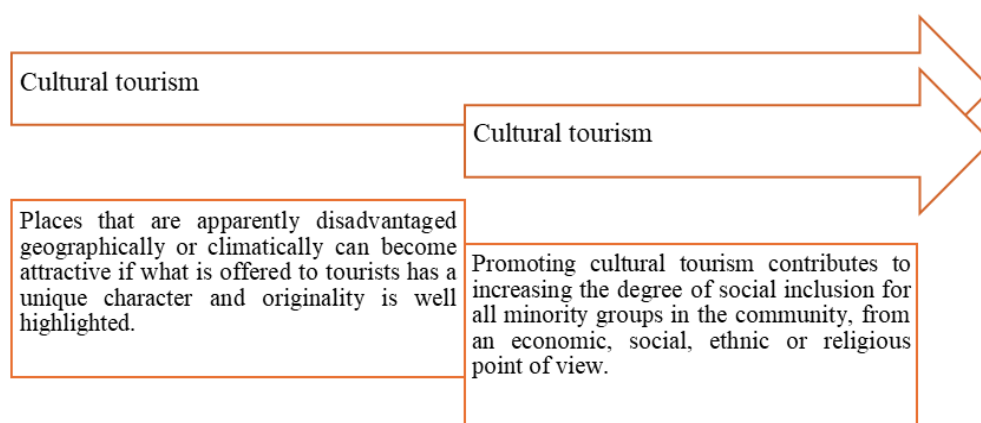 Cultural tourism
Cultural tourism
Places that are apparently disadvantaged
geographically or climatically can become
attractive if what is offered to tourists has a
unique character and originality is well
highlighted.
Promoting cultural tourism contributes to
increasing the degree of social inclusion for
all minority groups in the community, from
an economic, social, ethnic or religious
point of view.